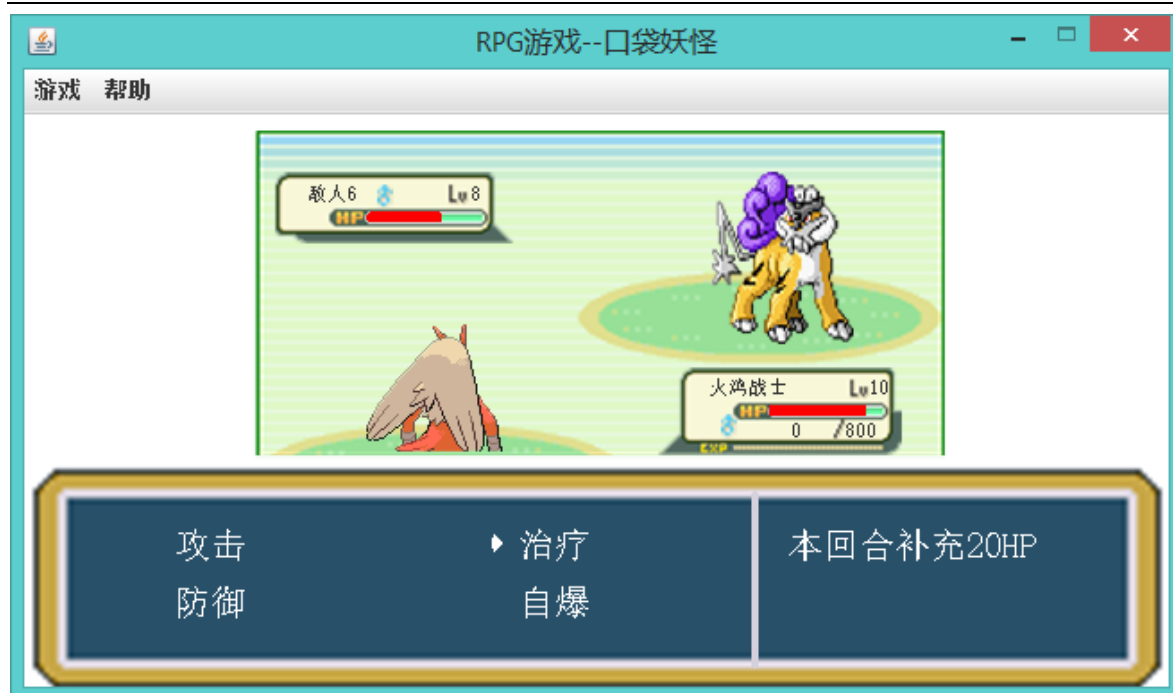 RPG游戏--口袋妖怪
游戏 帮助
敌人6 Lv8
HP
火鸡战士 Lv10
HP
0 /800
EXP
攻击 治疗 本回合补充20HP
防御 自爆